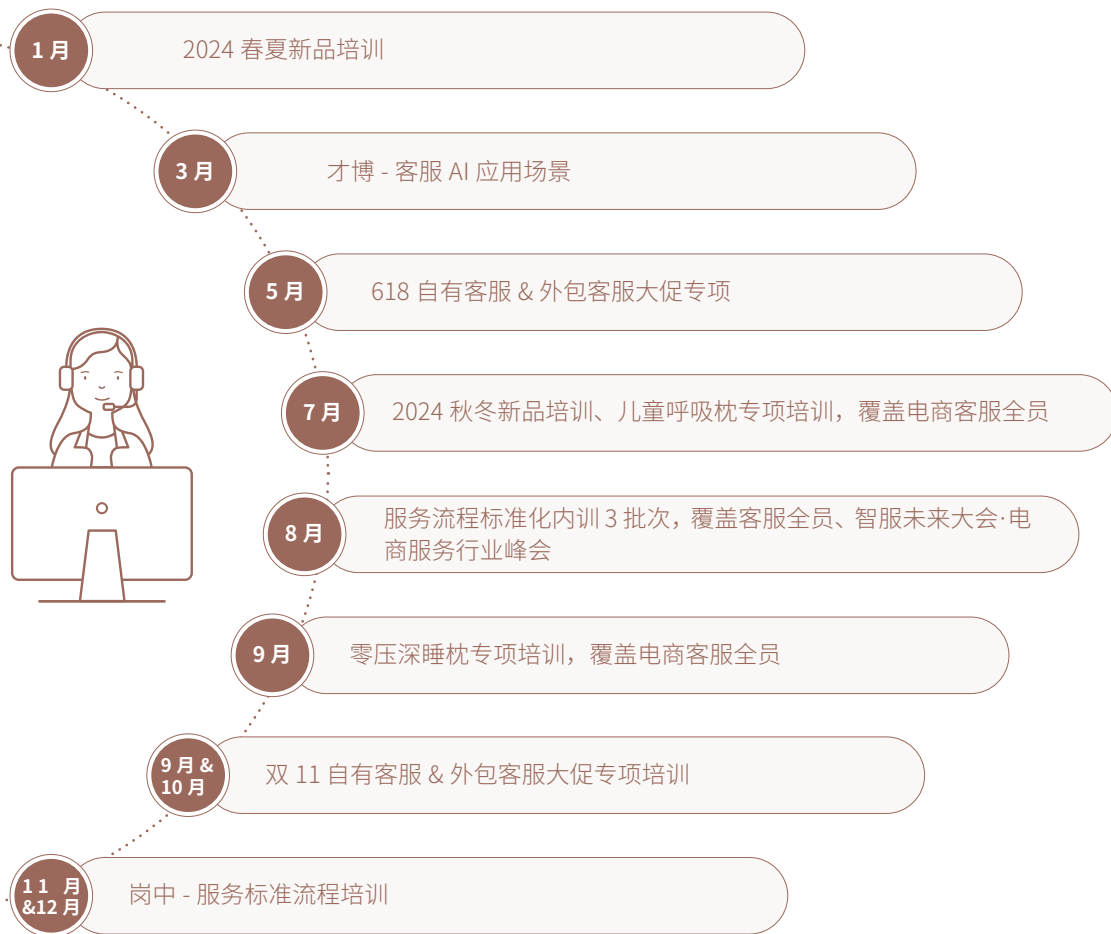 1 月
2024 春夏新品培训
3 月
才博 - 客服 AI 应用场景
5 月
618 自有客服 & 外包客服大促专项
7 月
2024 秋冬新品培训、儿童呼吸枕专项培训，覆盖电商客服全员
8 月
服务流程标准化内训 3 批次，覆盖客服全员、智服未来大会·电
商服务行业峰会
9 月
零压深睡枕专项培训，覆盖电商客服全员
9 月 &
10 月
双 11 自有客服 & 外包客服大促专项培训
11 月
&12 月
岗中 - 服务标准流程培训